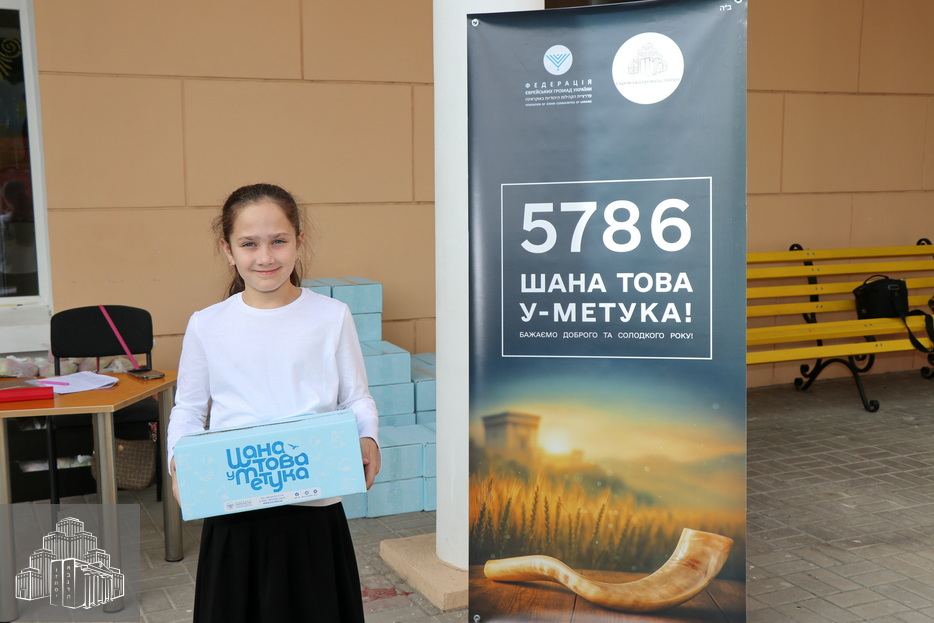 ב"ה
ФЕДЕРАЦІЯ
ЄВРЕЙСЬКИХ ГРОМАД УКРАЇНИ
5786
ШАНА ТОВА
У-МЕТУКА!
БАЖАЄМО ДОБРОГО ТА СОЛОДКОГО РОКУ!
Шана
това
у метука